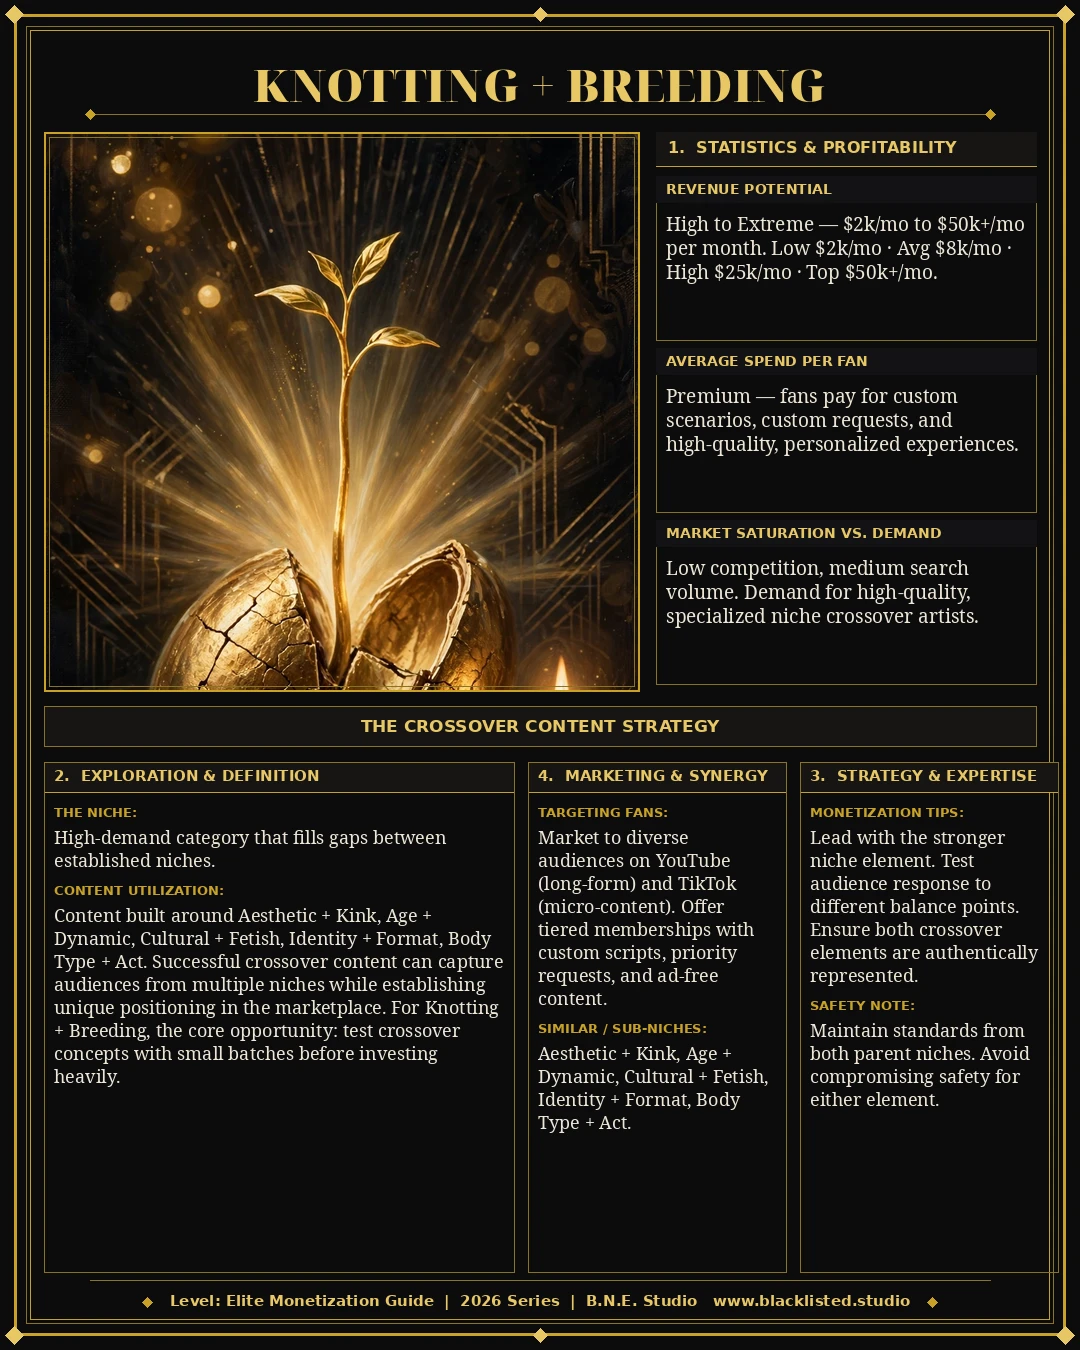 KNOTTING + BREEDING
1. STATISTICS & PROFITABILITY
REVENUE POTENTIAL
High to Extreme — $2k/mo to $50k+/mo
per month. Low $2k/mo · Avg $8k/mo ·
High $25k/mo · Top $50k+/mo.
AVERAGE SPEND PER FAN
Premium — fans pay for custom
scenarios, custom requests, and
high-quality, personalized experiences.
MARKET SATURATION VS. DEMAND
Low competition, medium search
volume. Demand for high-quality,
specialized niche crossover artists.
THE CROSSOVER CONTENT STRATEGY
2. EXPLORATION & DEFINITION
THE NICHE:
High-demand category that fills gaps between
established niches.
CONTENT UTILIZATION:
Content built around Aesthetic + Kink, Age +
Dynamic, Cultural + Fetish, Identity + Format, Body
Type + Act. Successful crossover content can capture
audiences from multiple niches while establishing
unique positioning in the marketplace. For Knotting
+ Breeding, the core opportunity: test crossover
concepts with small batches before investing
heavily.
4. MARKETING & SYNERGY
TARGETING FANS:
Market to diverse
audiences on YouTube
(long-form) and TikTok
(micro-content). Offer
tiered memberships with
custom scripts, priority
requests, and ad-free
content.
SIMILAR / SUB-NICHES:
Aesthetic + Kink, Age +
Dynamic, Cultural + Fetish,
Identity + Format, Body
Type + Act.
3. STRATEGY & EXPERTISE
MONETIZATION TIPS:
Lead with the stronger
niche element. Test
audience response to
different balance points.
Ensure both crossover
elements are authentically
represented.
SAFETY NOTE:
Maintain standards from
both parent niches. Avoid
compromising safety for
either element.
Level: Elite Monetization Guide | 2026 Series | B.N.E. Studio www.blacklisted.studio